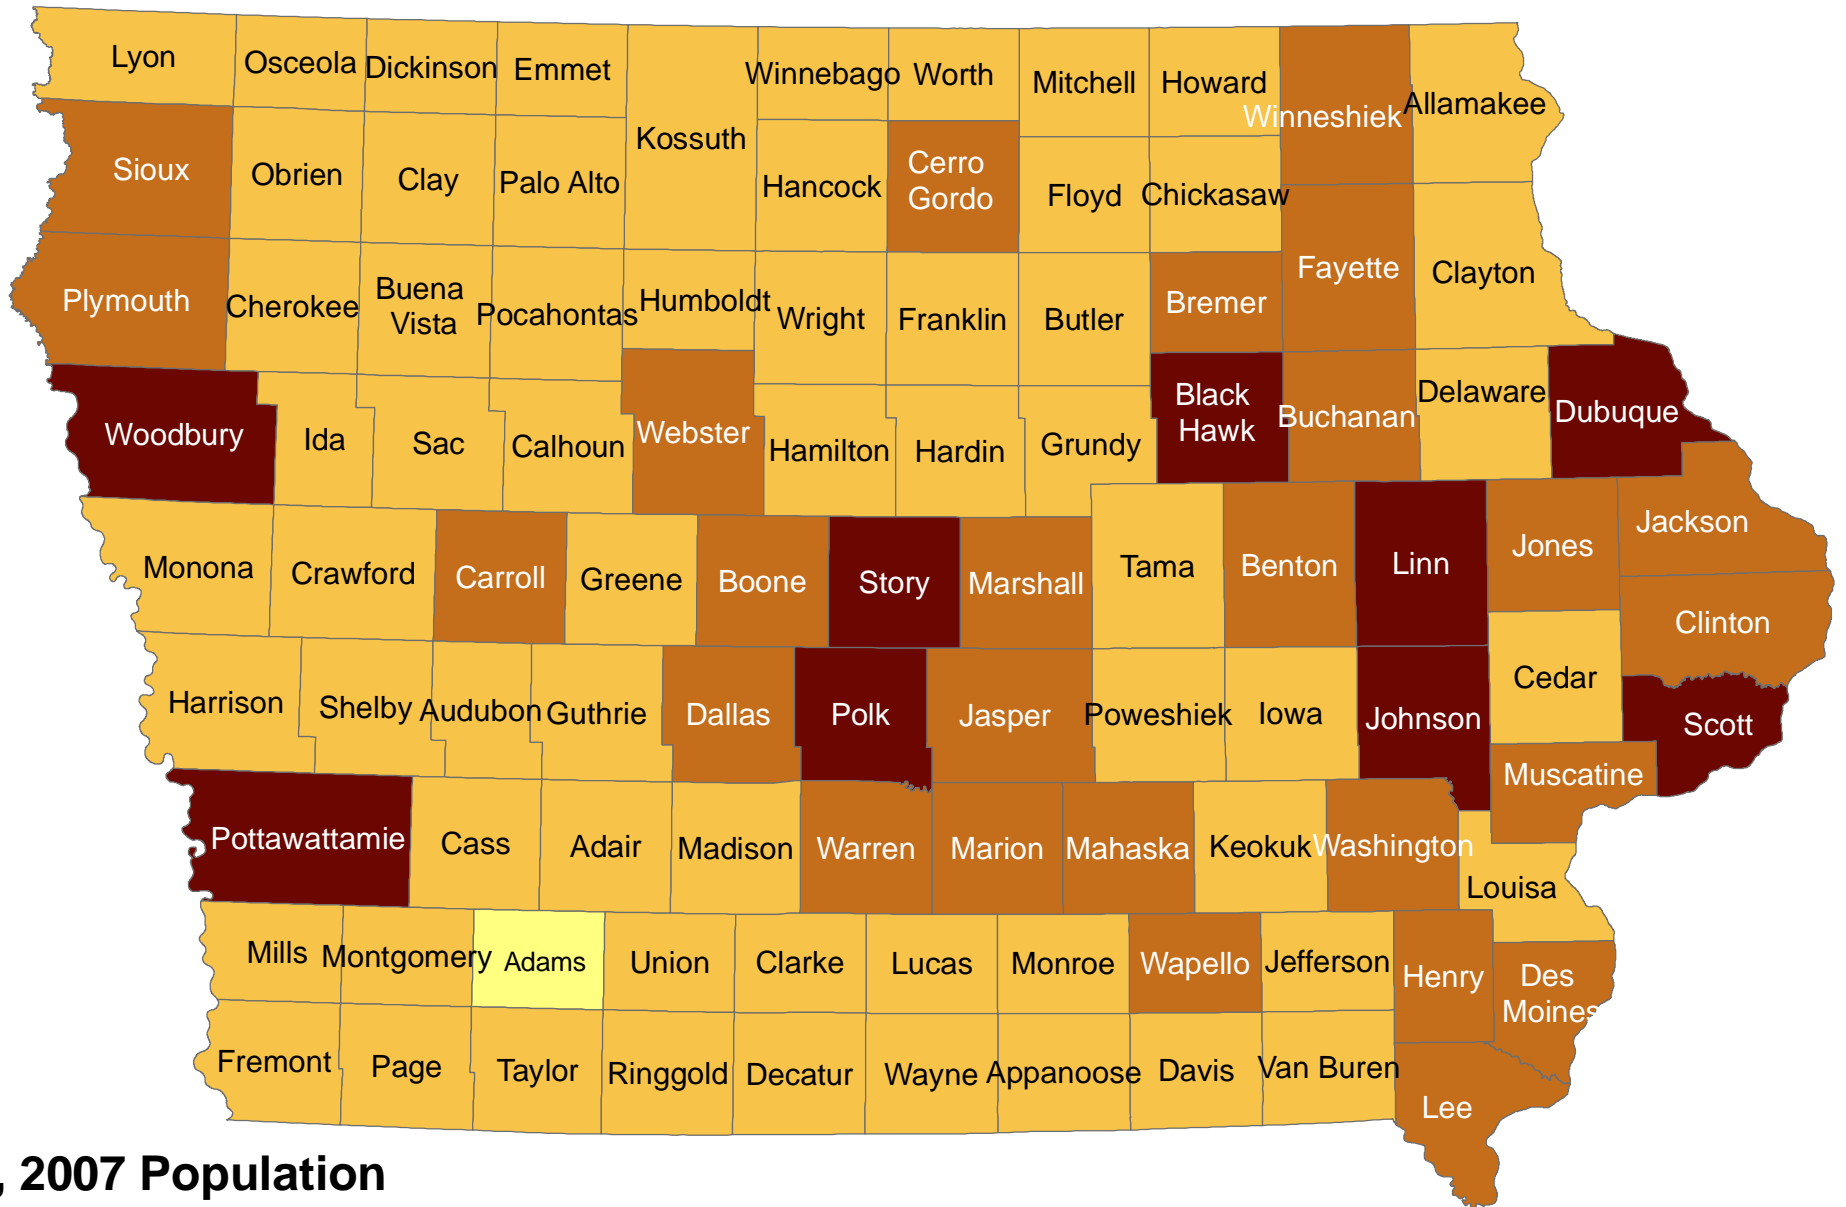 Lyon
Osceola
Dickinson
Emmet
Winnebago
Worth
Mitchell
Howard
Winneshiek
Allamakee
Kossuth
Sioux
Obrien
Clay
Palo Alto
Hancock
Cerro
Gordo
Floyd
Chickasaw
Plymouth
Cherokee
Buena
Vista
Pocahontas
Humboldt
Wright
Franklin
Butler
Bremer
Fayette
Clayton
Woodbury
Ida
Sac
Calhoun
Webster
Hamilton
Hardin
Grundy
Black
Hawk
Buchanan
Delaware
Dubuque
Monona
Crawford
Carroll
Greene
Boone
Story
Marshall
Tama
Benton
Linn
Jones
Jackson
Clinton
Harrison
Shelby
Audubon
Guthrie
Dallas
Polk
Jasper
Poweshiek
Iowa
Johnson
Cedar
Scott
Muscatine
Pottawattamie
Cass
Adair
Madison
Warren
Marion
Mahaska
Keokuk
Washington
Louisa
Mills
Montgomery
Adams
Union
Clarke
Lucas
Monroe
Wapello
Jefferson
Henry
Des
Moines
Fremont
Page
Taylor
Ringgold
Decatur
Wayne
Appanoose
Davis
Van Buren
Lee
, 2007 Population